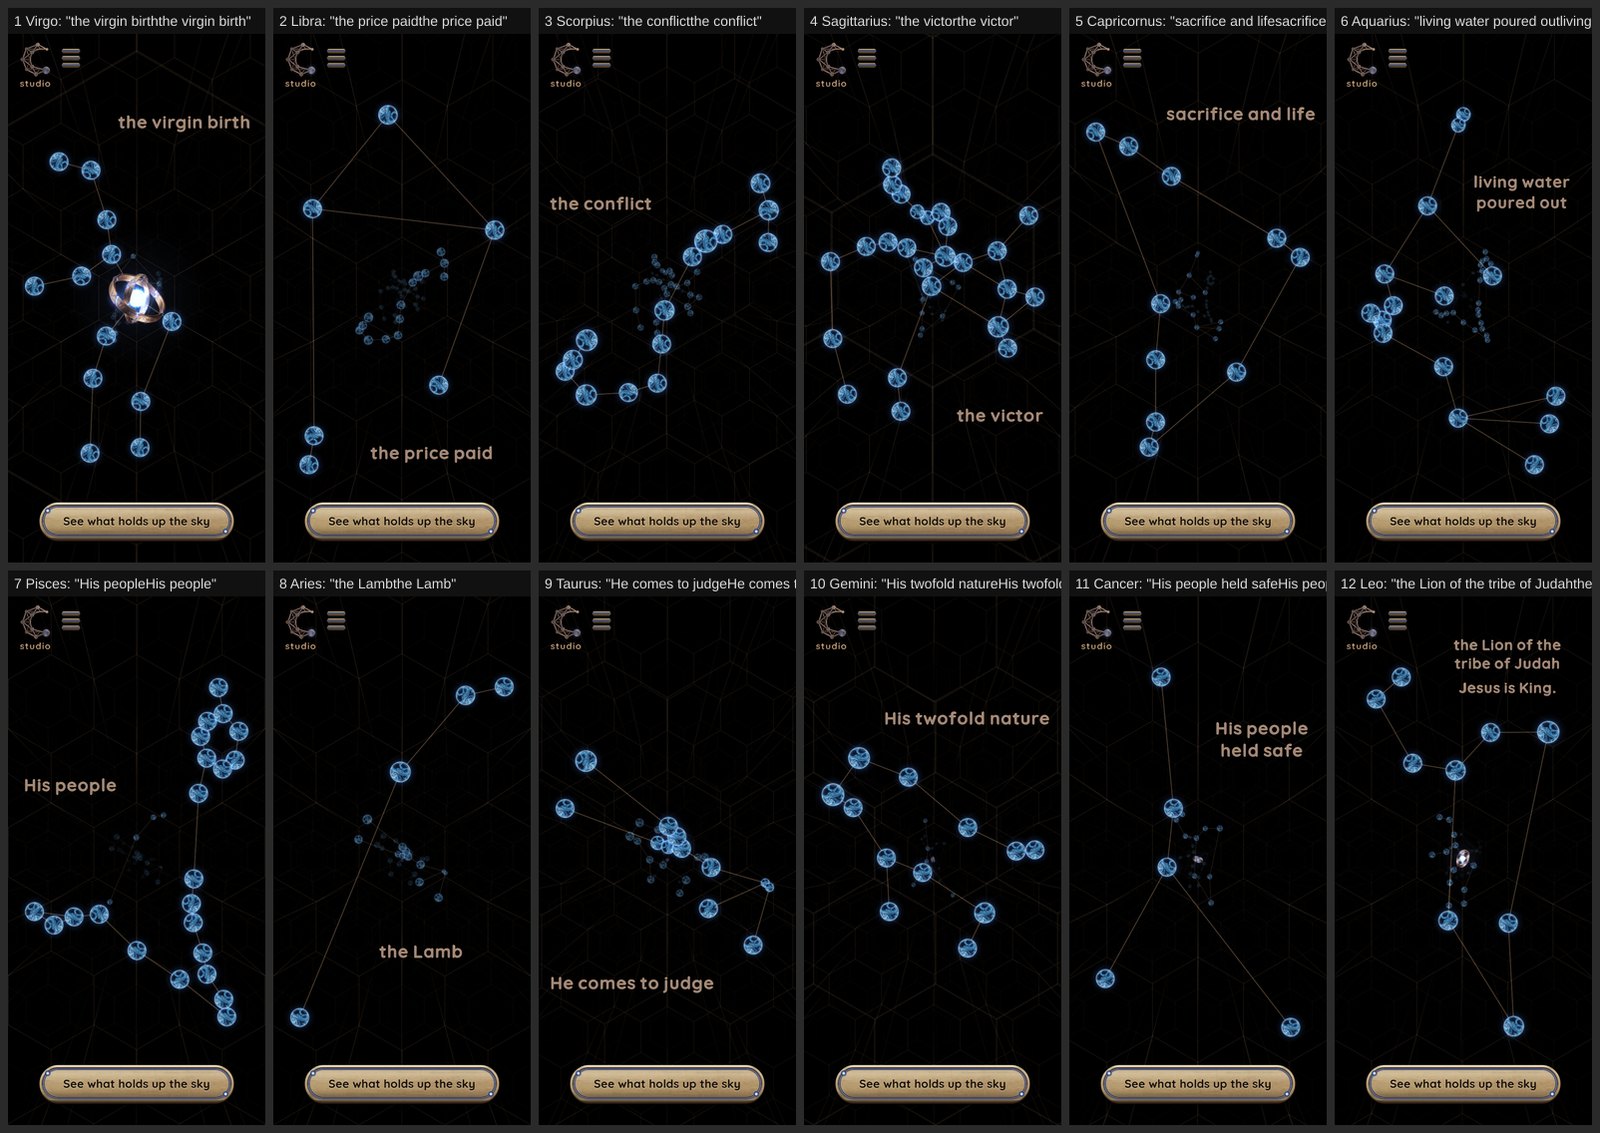 1 Virgo: "the virgin birththe virgin birth"
studio
the virgin birth
See what holds up the sky
2 Libra: "the price paidthe price paid"
studio
the price paid
See what holds up the sky
3 Scorpius: "the conflictthe conflict"
studio
the conflict
See what holds up the sky
4 Sagittarius: "the victorthe victor"
studio
the victor
See what holds up the sky
5 Capricornus: "sacrifice and lifesacrifice
studio
sacrifice and life
See what holds up the sky
6 Aquarius: "living water poured outliving
studio
living water
poured out
See what holds up the sky
7 Pisces: "His peopleHis people"
studio
His people
See what holds up the sky
8 Aries: "the Lambthe Lamb"
studio
the Lamb
See what holds up the sky
9 Taurus: "He comes to judgeHe comes t
studio
He comes to judge
See what holds up the sky
10 Gemini: "His twofold natureHis twofold
studio
His twofold nature
See what holds up the sky
11 Cancer: "His people held safeHis peo
studio
His people
held safe
See what holds up the sky
12 Leo: "the Lion of the tribe of Judahthe
studio
the Lion of the
tribe of Judah
Jesus is King.
See what holds up the sky